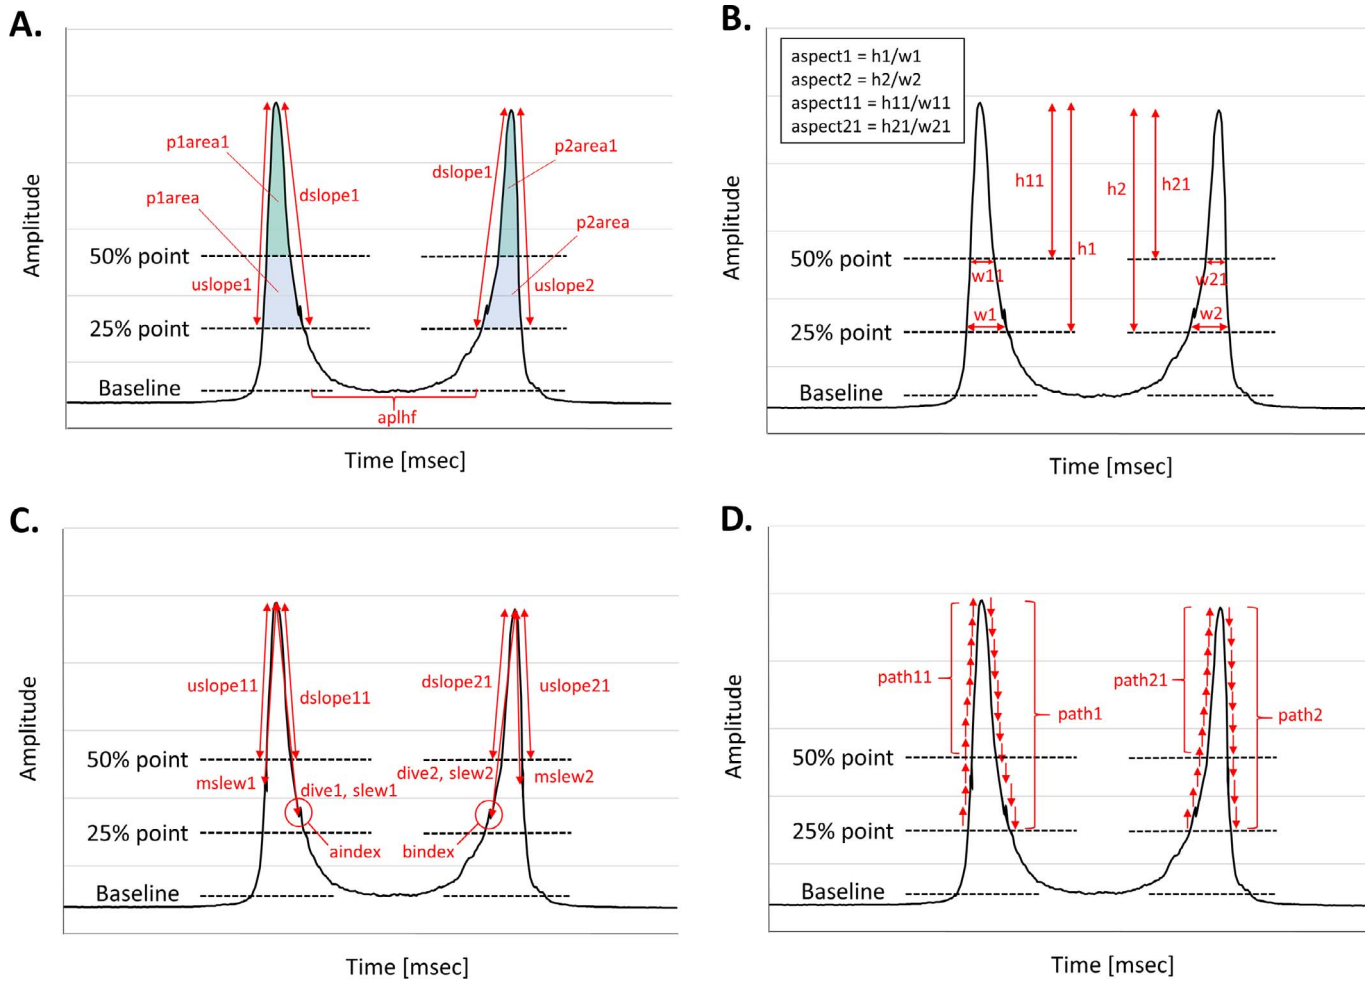 A.
Amplitude
p1area1
p1area
dslope1
dslope1
p2area1
p2area
50% point
uslope1
uslope2
25% point
Baseline
aplhf
Time [msec]
B.
Amplitude
aspect1 = h1/w1
aspect2 = h2/w2
aspect11 = h11/w11
aspect21 = h21/w21
h11
h2
h21
h1
50% point
w11
w21
25% point
w1
w2
Baseline
Time [msec]
C.
Amplitude
uslope11
dslope11
dslope21
uslope21
50% point
mslew1
dive1, slew1
dive2, slew2
mslew2
25% point
aindex
bindex
Baseline
Time [msec]
D.
Amplitude
path11
path1
path21
path2
50% point
25% point
Baseline
Time [msec]